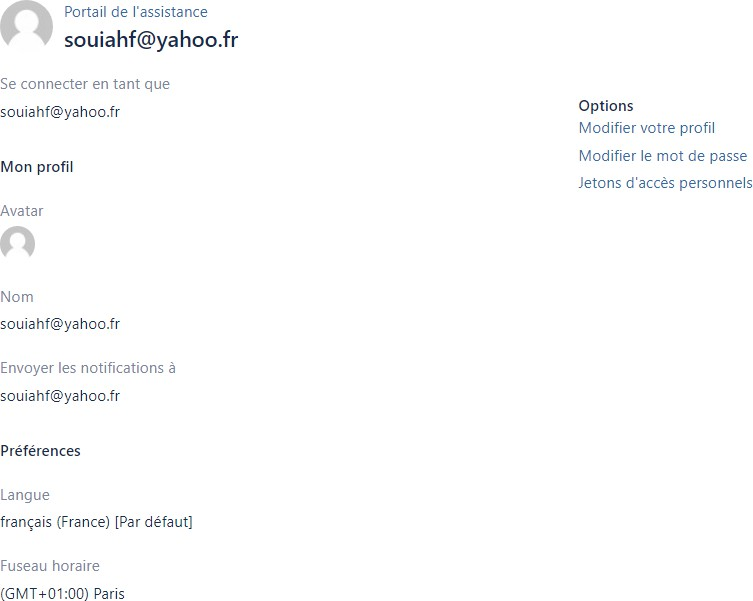 Portail de l'assistance
souiahf@yahoo.fr
Se connecter en tant que
souiahf@yahoo.fr
Mon profil
Avatar
Nom
souiahf@yahoo.fr
Envoyer les notifications à
souiahf@yahoo.fr
Préférences
Langue
français (France) [Par défaut]
Fuseau horaire
(GMT+01:00) Paris
Options
Modifier votre profil
Modifier le mot de passe
Jetons d'accès personnels